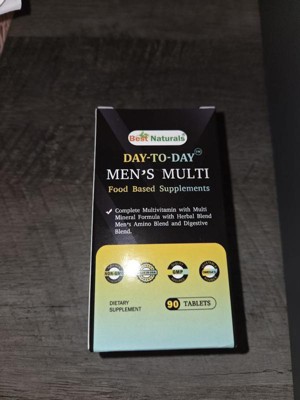 Best Naturals
DAY-TO-DAY
MEN'S MULTI
Food Based Supplements
✓ Complete Multivitamin with Multi
Mineral Formula with Herbal Blend
Men's Amino Blend and Digestive
Blend.
GMP
DIETARY
SUPPLEMENT
90 TABLETS